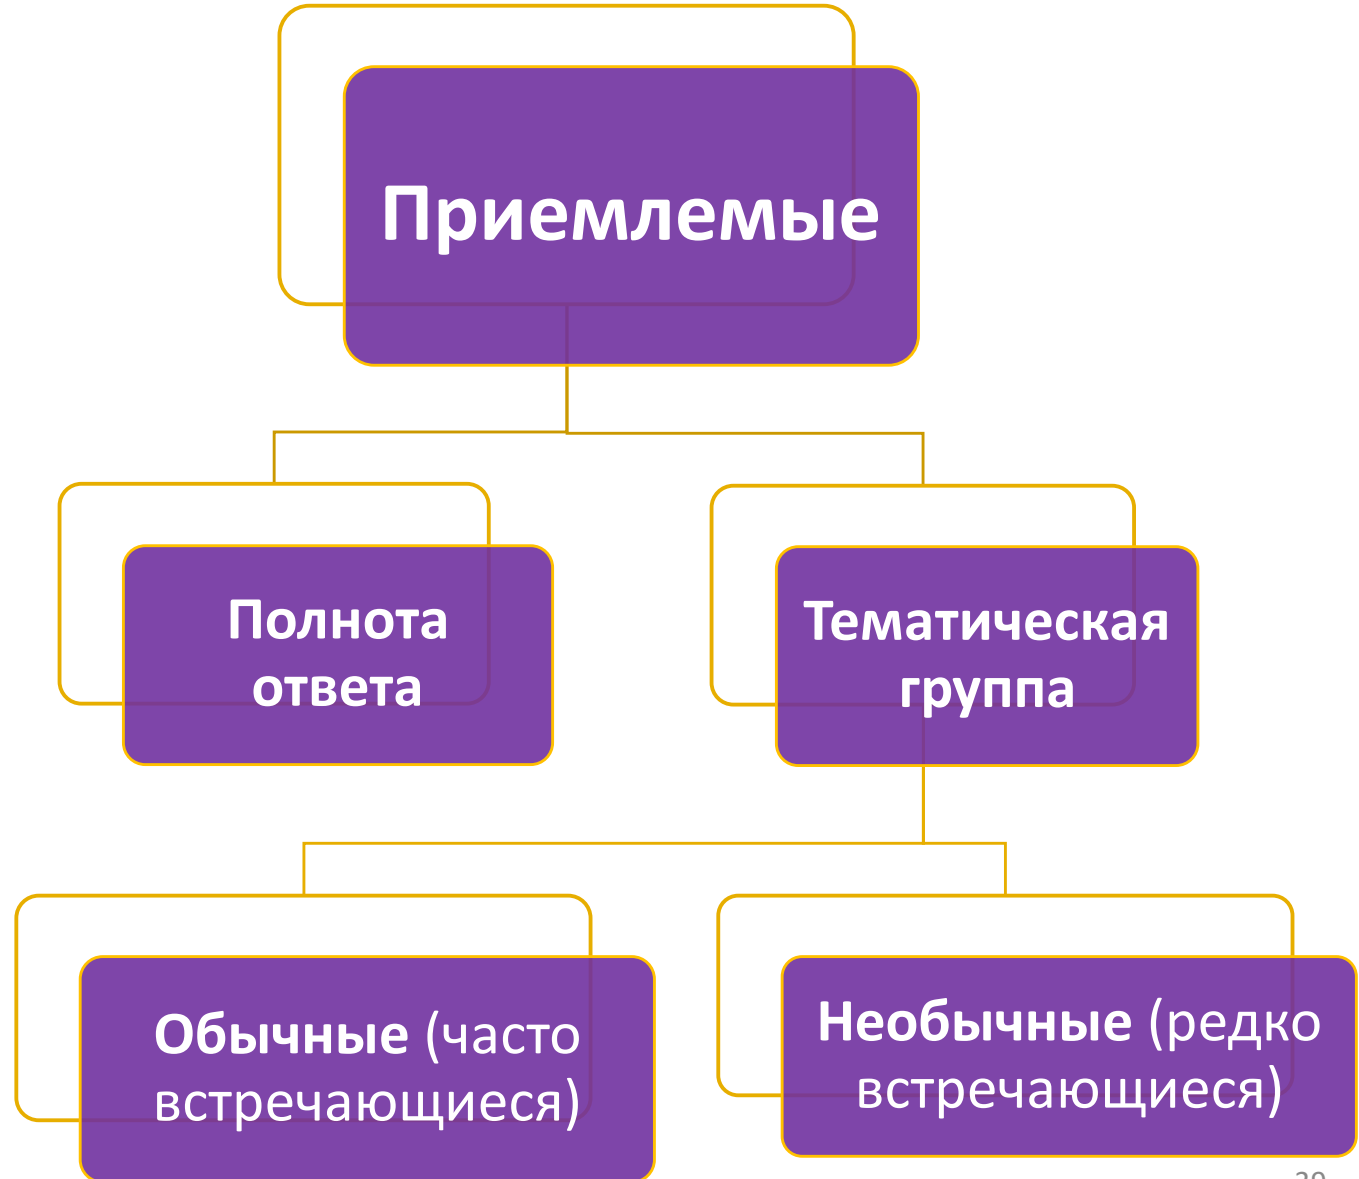 Приемлемые
Полнота
ответа
Тематическая
группа
Обычные (часто
встречающиеся)
Необычные (редко
встречающиеся)